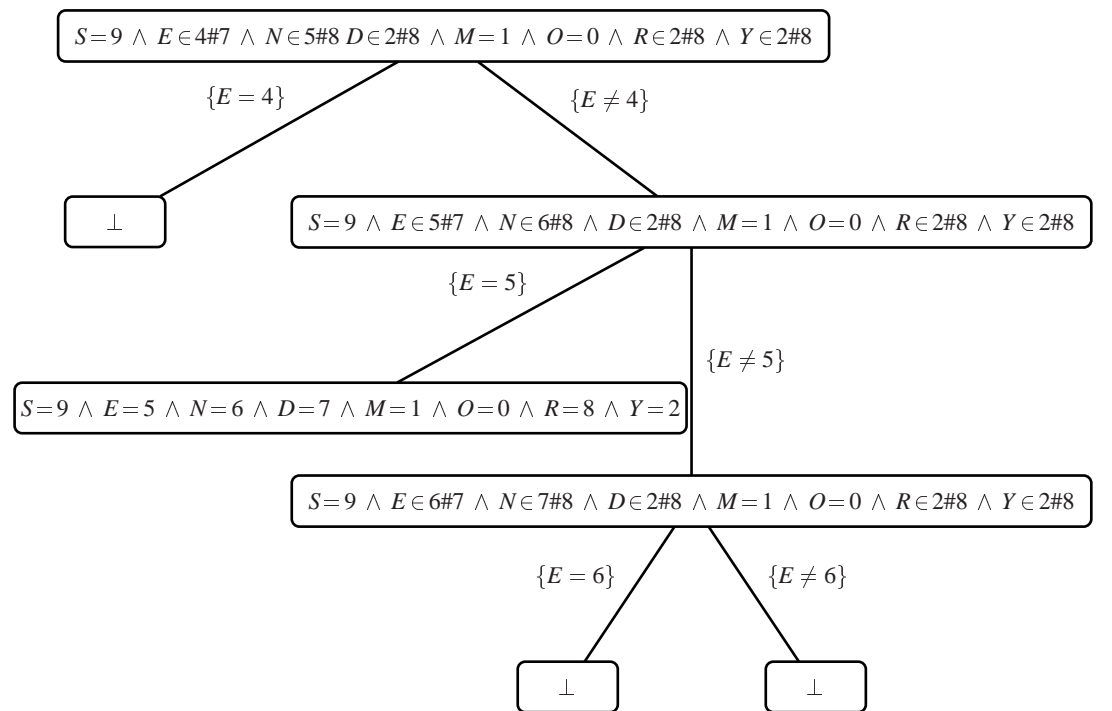 S=9 ∧ E∈4#7 ∧ N∈5#8 D∈2#8 ∧ M=1 ∧ O=0 ∧ R∈2#8 ∧ Y∈2#8
{E = 4}
{E ≠ 4}
⊥
S=9 ∧ E∈5#7 ∧ N∈6#8 ∧ D∈2#8 ∧ M=1 ∧ O=0 ∧ R∈2#8 ∧ Y∈2#8
{E = 5}
{E ≠ 5}
S=9 ∧ E=5 ∧ N=6 ∧ D=7 ∧ M=1 ∧ O=0 ∧ R=8 ∧ Y=2
S=9 ∧ E∈6#7 ∧ N∈7#8 ∧ D∈2#8 ∧ M=1 ∧ O=0 ∧ R∈2#8 ∧ Y∈2#8
{E = 6}
{E ≠ 6}
⊥
⊥